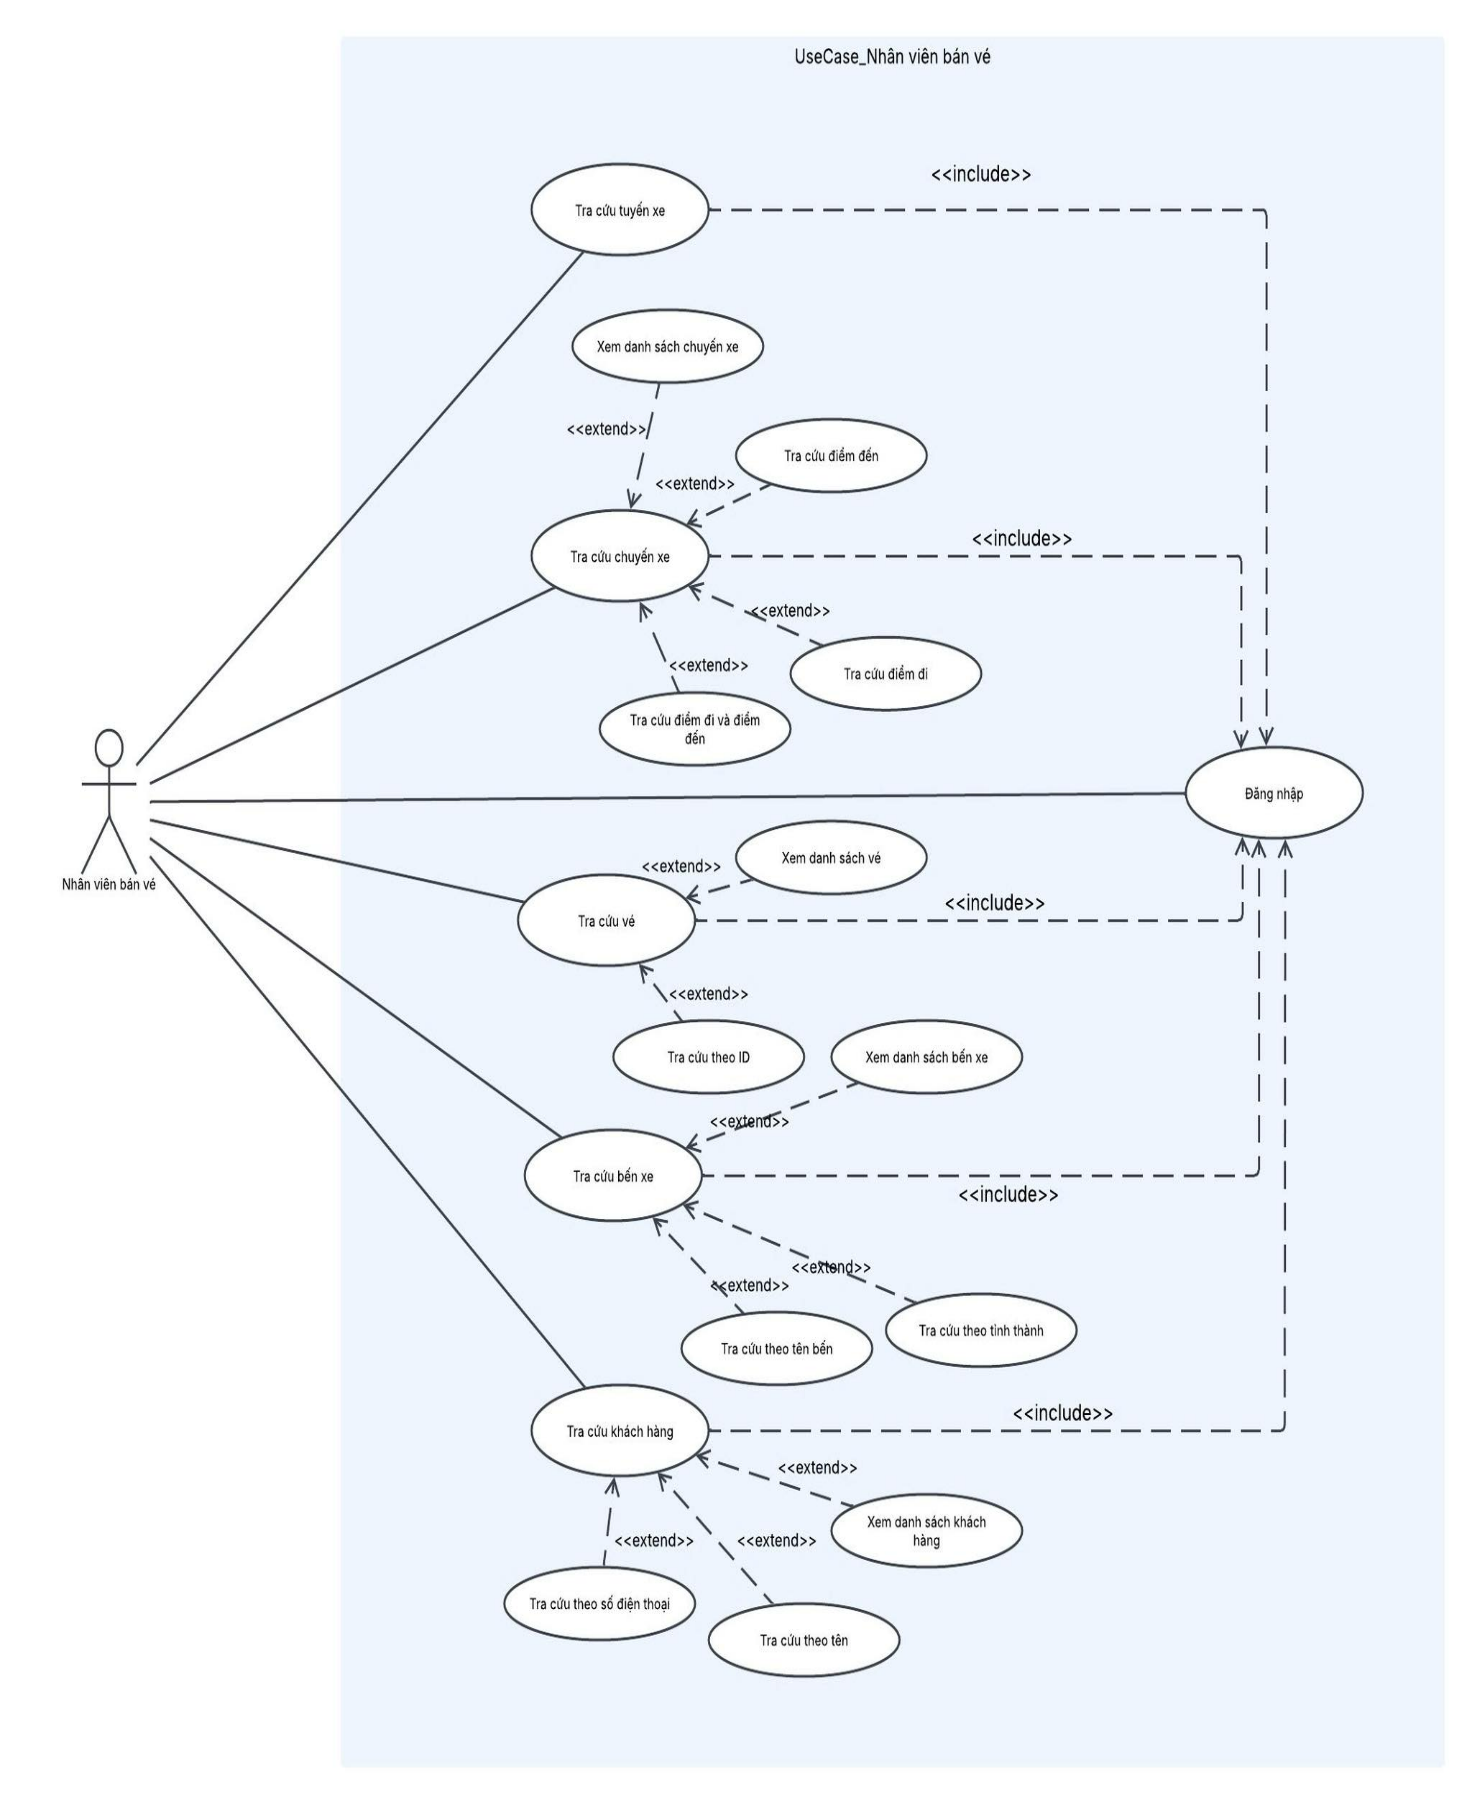 UseCase_Nhân viên bán vé
<<include>>
Tra cứu tuyến xe
Xem danh sách chuyến xe
<<extend>>
Tra cứu điểm đến
<<extend>>
<<include>>
Tra cứu chuyến xe
<<extend>>
<<extend>>
Tra cứu điểm đi
Tra cứu điểm đi và điểm
đến
Đăng nhập
Nhân viên bán vé
Xem danh sách vé
<<extend>>
<<include>>
Tra cứu vé
<<extend>>
Tra cứu theo ID
Xem danh sách bến xe
<<extend>>
Tra cứu bến xe
<<include>>
<<extend>>
<<extend>>
Tra cứu theo tỉnh thành
Tra cứu theo tên bến
<<include>>
Tra cứu khách hàng
<<extend>>
Xem danh sách khách
hàng
<<extend>>
<<extend>>
Tra cứu theo số điện thoại
Tra cứu theo tên